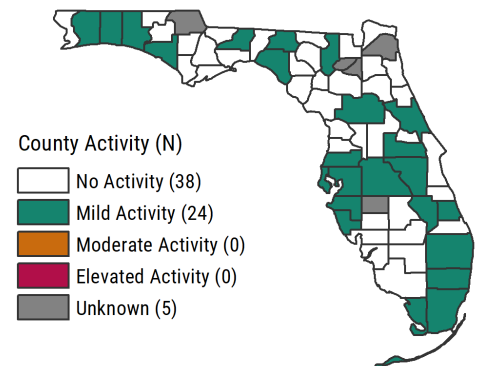 County Activity (N)
No Activity (38)
Mild Activity (24)
Moderate Activity (0)
Elevated Activity (0)
Unknown (5)